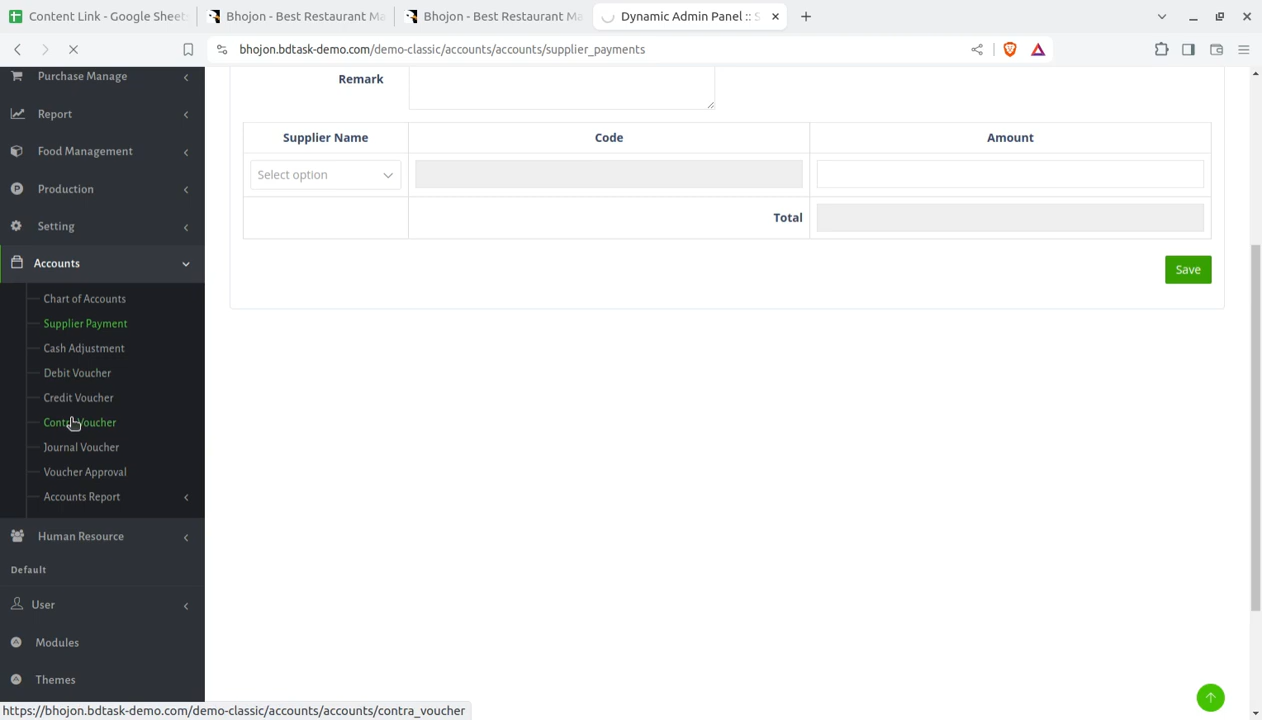 Content Link - Google Sheet
Bhojon - Best Restaurant Ma
Bhojon - Best Restaurant Ma
Dynamic Admin Panel :: S
bhojon.bdtask-demo.com/demo-classic/accounts/accounts/supplier_payments
Purchase Manage
Report
Food Management
Production
Setting
Accounts
Chart of Accounts
Supplier Payment
Cash Adjustment
Debit Voucher
Credit Voucher
Contra Voucher
Journal Voucher
Voucher Approval
Accounts Report
Human Resource
Default
User
Modules
Themes
Remark
Supplier Name Code Amount
Select option
Total
Save
https://bhojon.bdtask-demo.com/demo-classic/accounts/accounts/contra_voucher